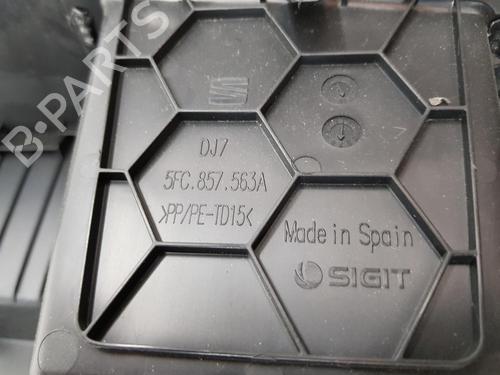 B-PARTS
DJ7
5FC.857.563A
>PP/PE-TD15<
Made in Spain
SIGIT